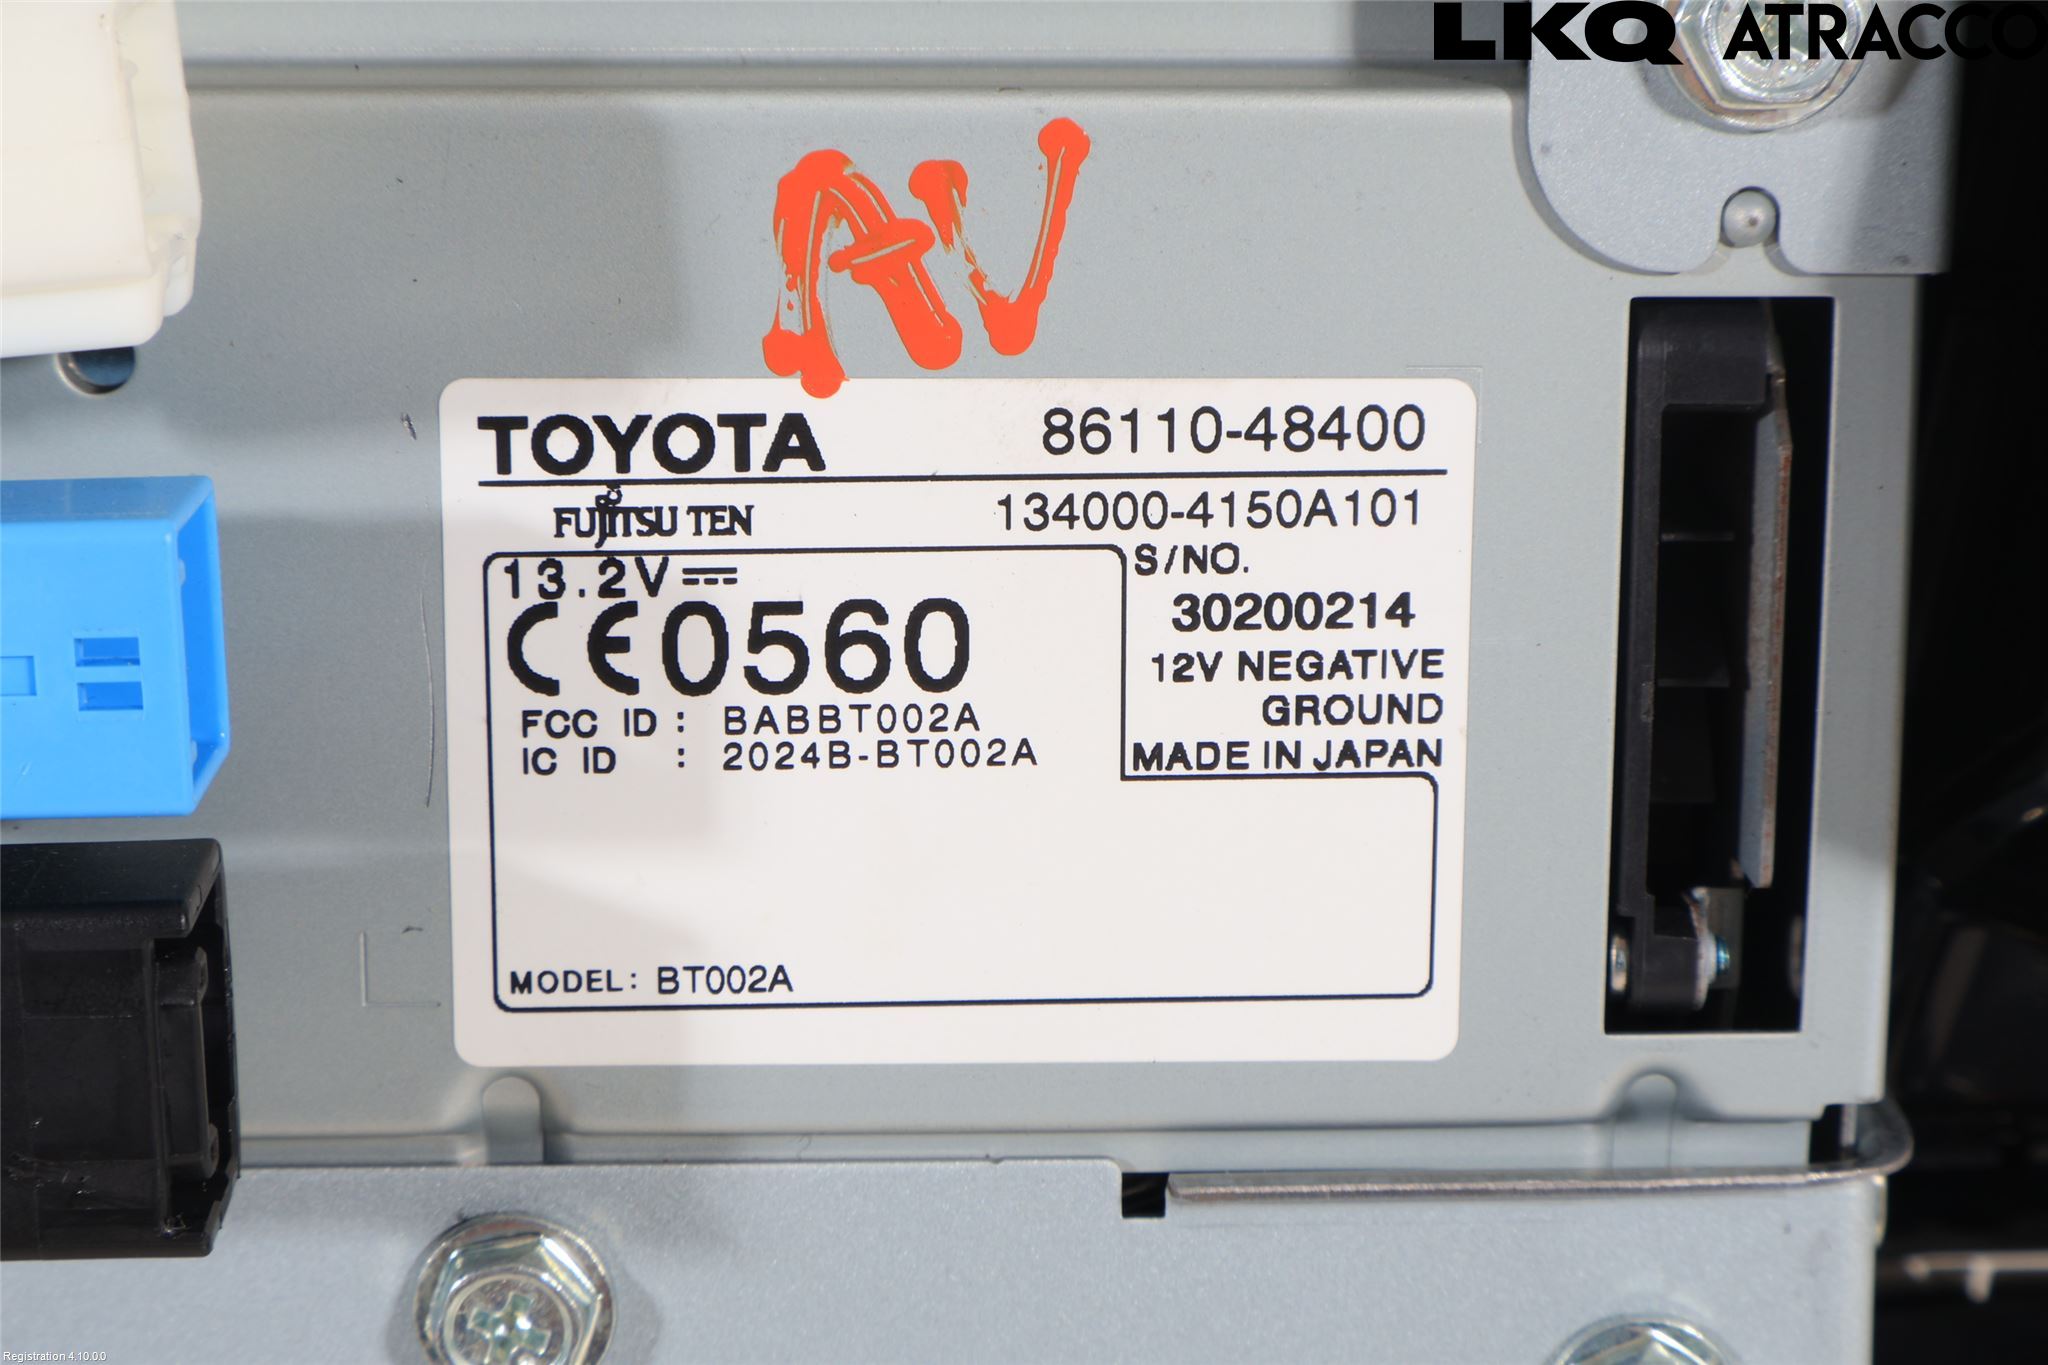 LKQ ATRACCO
AV
TOYOTA 86110-48400
FUJITSU TEN 134000-4150A101
13.2V
S/NO.
CE0560
30200214
12V NEGATIVE
GROUND
MADE IN JAPAN
FCC ID : BABBT002A
IC ID : 2024B-BT002A
MODEL: BT002A
Registration 4.10.0.0